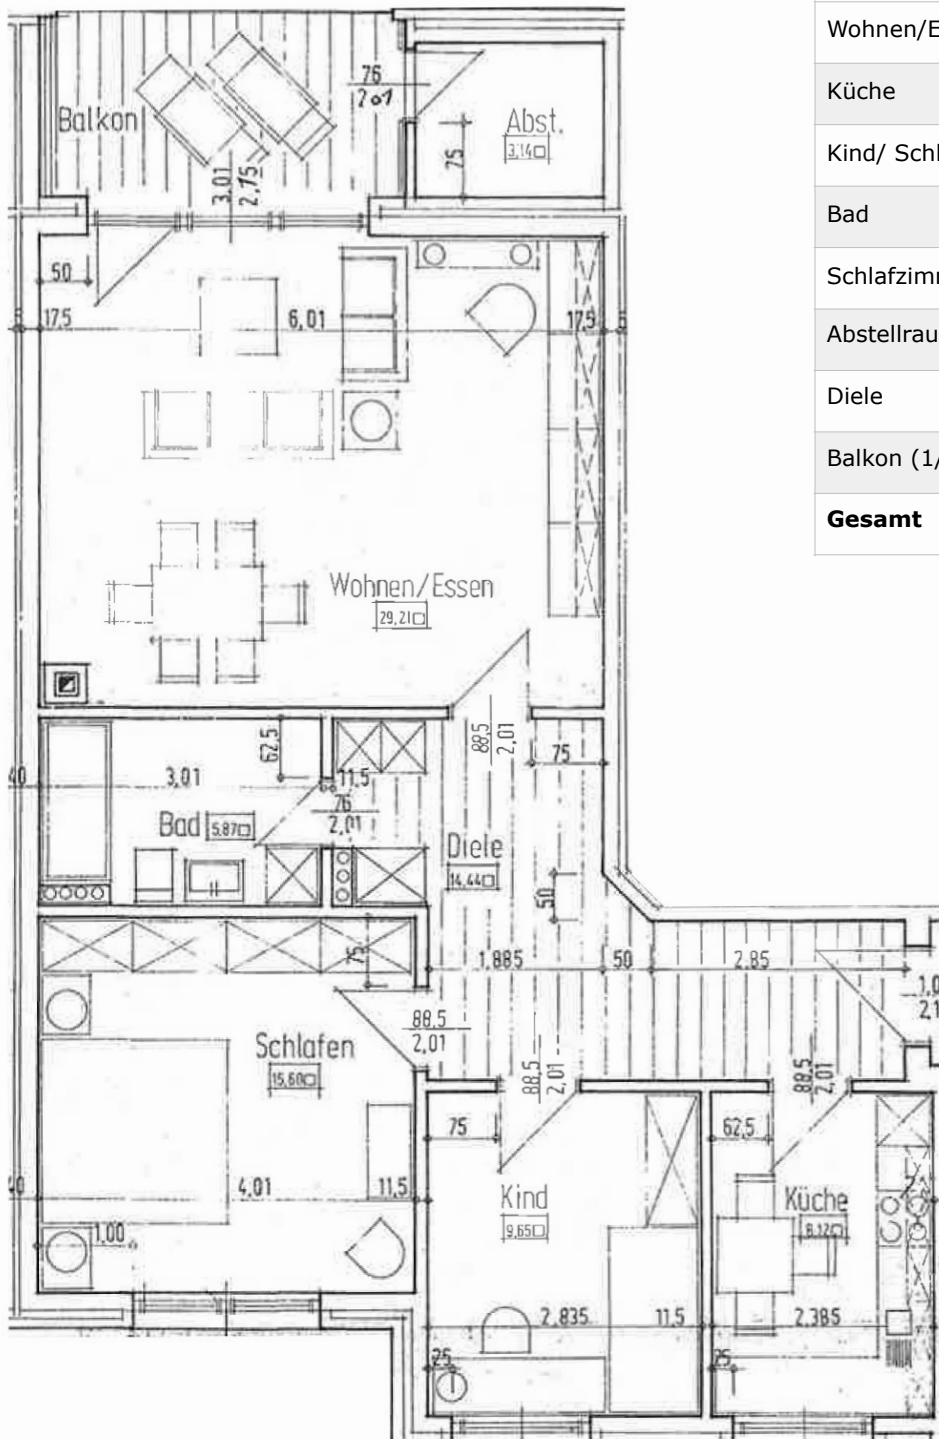 Balkon
76
2,01
Abst.
3,14
75
3,01
2,15
50
17,5
6,01
17,5
Wohnen/Essen
29,21
88,5
2,01
75
62,5
3,01
11,5
76
2,01
Bad 5,87
Diele
14,44
50
75
1,885
50
2,85
88,5
2,01
Schlafen
15,60
88,5
2,01
88,5
2,01
75
62,5
4,01
11,5
Kind
9,65
Küche
8,12
1,00
2,835
11,5
2,385
25
25
Wohnen/E
Küche
Kind/ Schl
Bad
Schlafzimm
Abstellrau
Diele
Balkon (1/
Gesamt